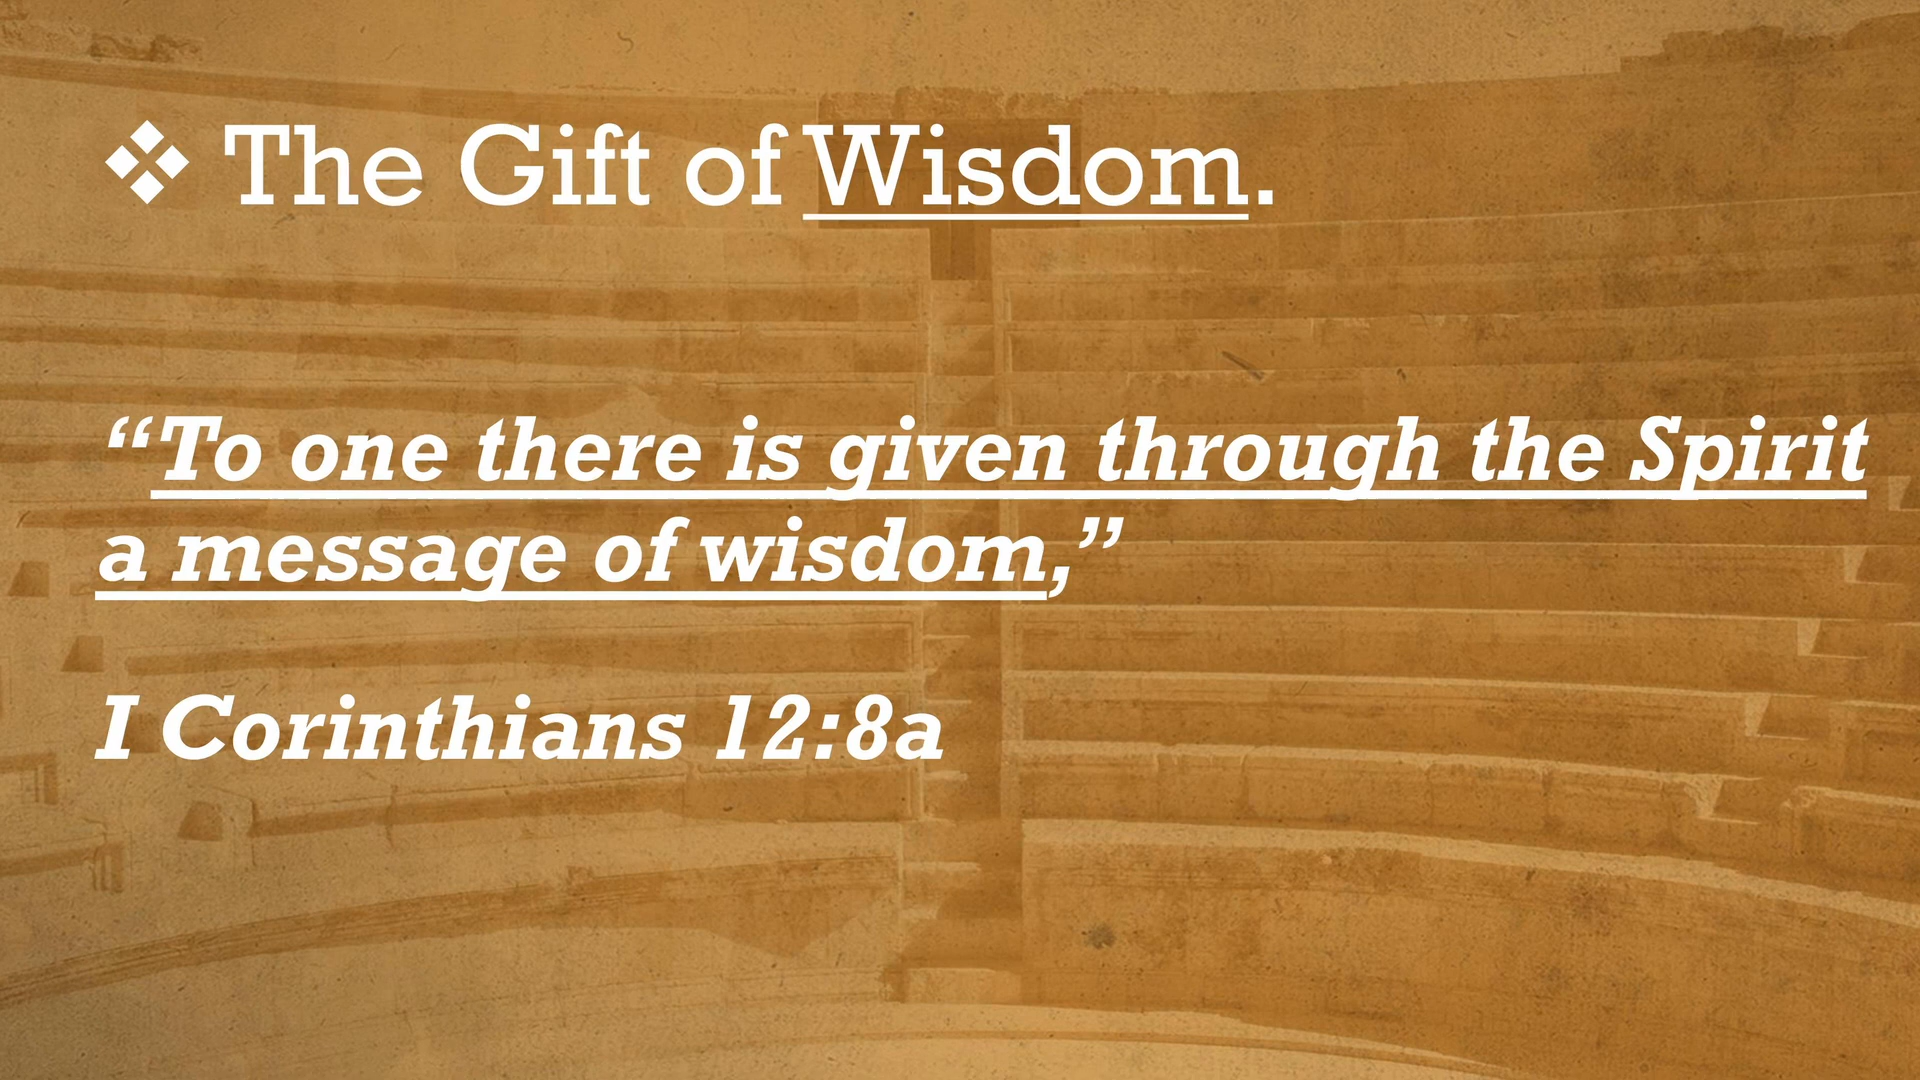 ❖ The Gift of Wisdom.
“To one there is given through the Spirit
a message of wisdom,”
I Corinthians 12:8a